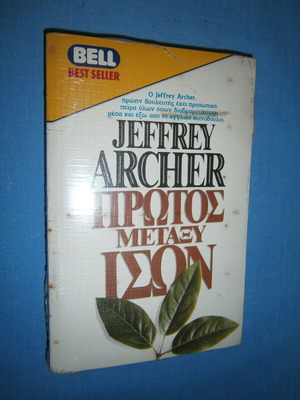 BELL
BEST SELLER
Ο Jeffrey Archer,
πρώην βουλευτής έχει προσωπική
πείρα όλων όσων διαδραματίζονται
μέσα και έξω από το αγγλικό κοινοβούλιο.
JEFFREY
ARCHER
ΠΡΩΤΟΣ
ΜΕΤΑΞΥ
ΙΣΩΝ